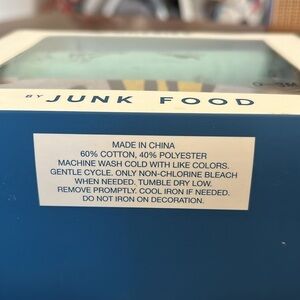 BY JUNK FOOD
MADE IN CHINA
60% COTTON, 40% POLYESTER
MACHINE WASH COLD WITH LIKE COLORS.
GENTLE CYCLE. ONLY NON-CHLORINE BLEACH
WHEN NEEDED. TUMBLE DRY LOW.
REMOVE PROMPTLY. COOL IRON IF NEEDED.
DO NOT IRON ON DECORATION.